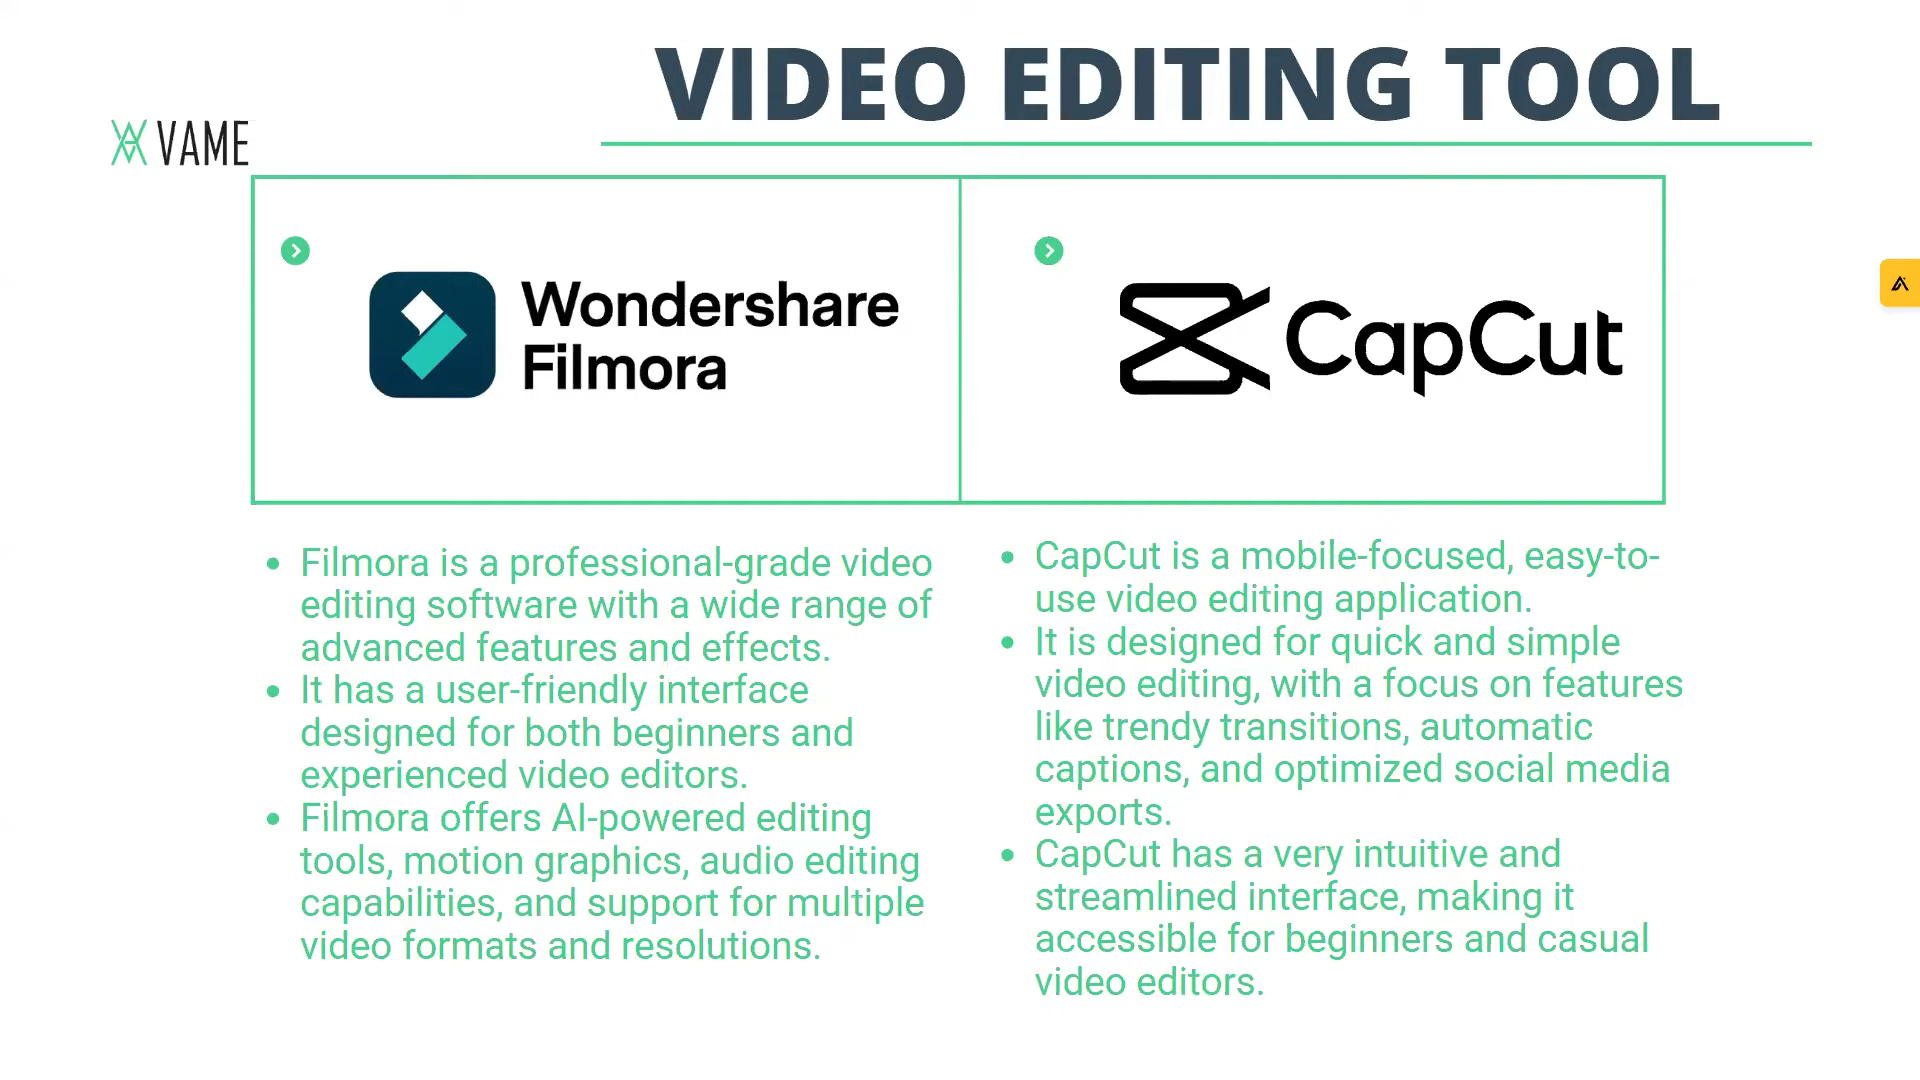 VIDEO EDITING TOOL
VAME
Wondershare
Filmora
CapCut
• Filmora is a professional-grade video
editing software with a wide range of
advanced features and effects.
• It has a user-friendly interface
designed for both beginners and
experienced video editors.
• Filmora offers AI-powered editing
tools, motion graphics, audio editing
capabilities, and support for multiple
video formats and resolutions.
• CapCut is a mobile-focused, easy-to-
use video editing application.
• It is designed for quick and simple
video editing, with a focus on features
like trendy transitions, automatic
captions, and optimized social media
exports.
• CapCut has a very intuitive and
streamlined interface, making it
accessible for beginners and casual
video editors.